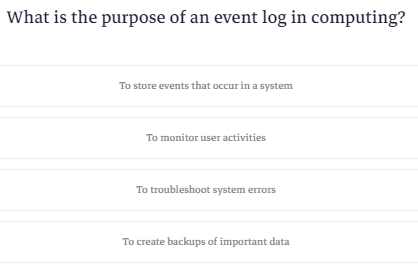 What is the purpose of an event log in computing?
To store events that occur in a system
To monitor user activities
To troubleshoot system errors
To create backups of important data